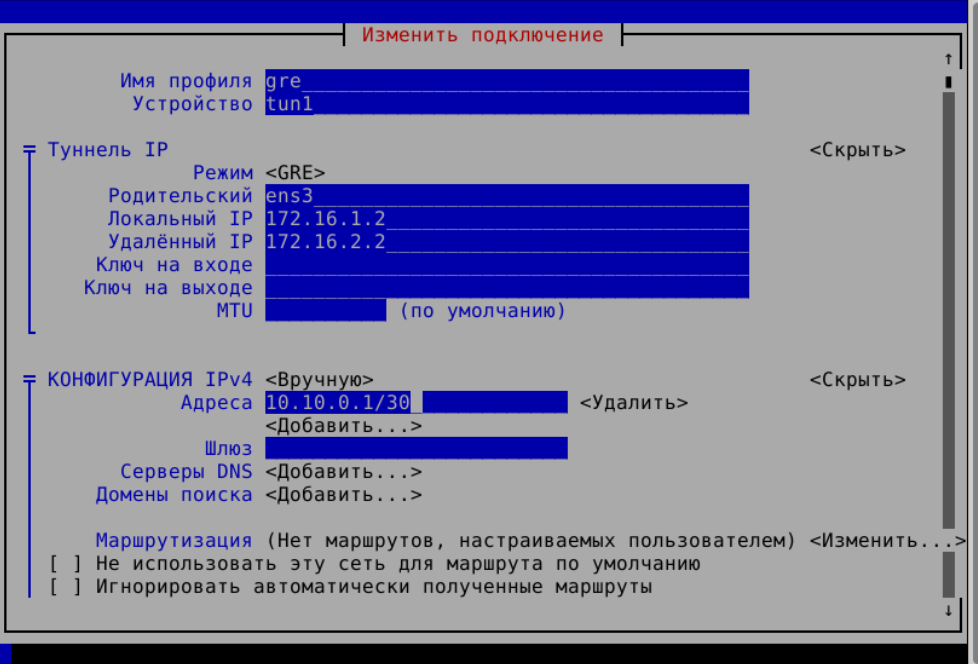 Изменить подключение
Имя профиля gre
Устройство tun1
Туннель IP <Скрыть>
Режим <GRE>
Родительский ens3
Локальный IP 172.16.1.2
Удалённый IP 172.16.2.2
Ключ на входе
Ключ на выходе
MTU (по умолчанию)
КОНФИГУРАЦИЯ IPv4 <Вручную> <Скрыть>
Адреса 10.10.0.1/30 <Удалить>
<Добавить...>
Шлюз
Серверы DNS <Добавить...>
Домены поиска <Добавить...>
Маршрутизация (Нет маршрутов, настраиваемых пользователем) <Изменить...>
[ ] Не использовать эту сеть для маршрута по умолчанию
[ ] Игнорировать автоматически полученные маршруты